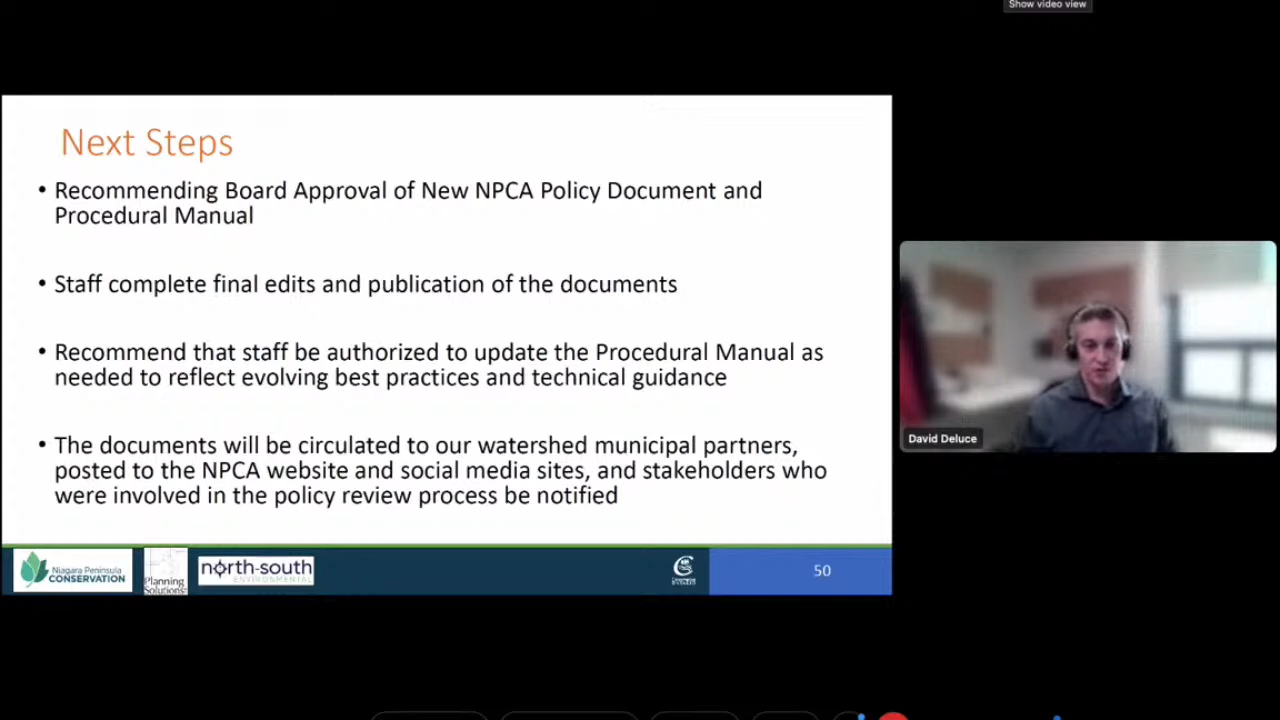 Show video view
Next Steps
• Recommending Board Approval of New NPCA Policy Document and
Procedural Manual
• Staff complete final edits and publication of the documents
• Recommend that staff be authorized to update the Procedural Manual as
needed to reflect evolving best practices and technical guidance
• The documents will be circulated to our watershed municipal partners,
posted to the NPCA website and social media sites, and stakeholders who
were involved in the policy review process be notified
David Deluce
Niagara Peninsula
CONSERVATION
Planning
Solutions
north-south
ENVIRONMENTAL
50